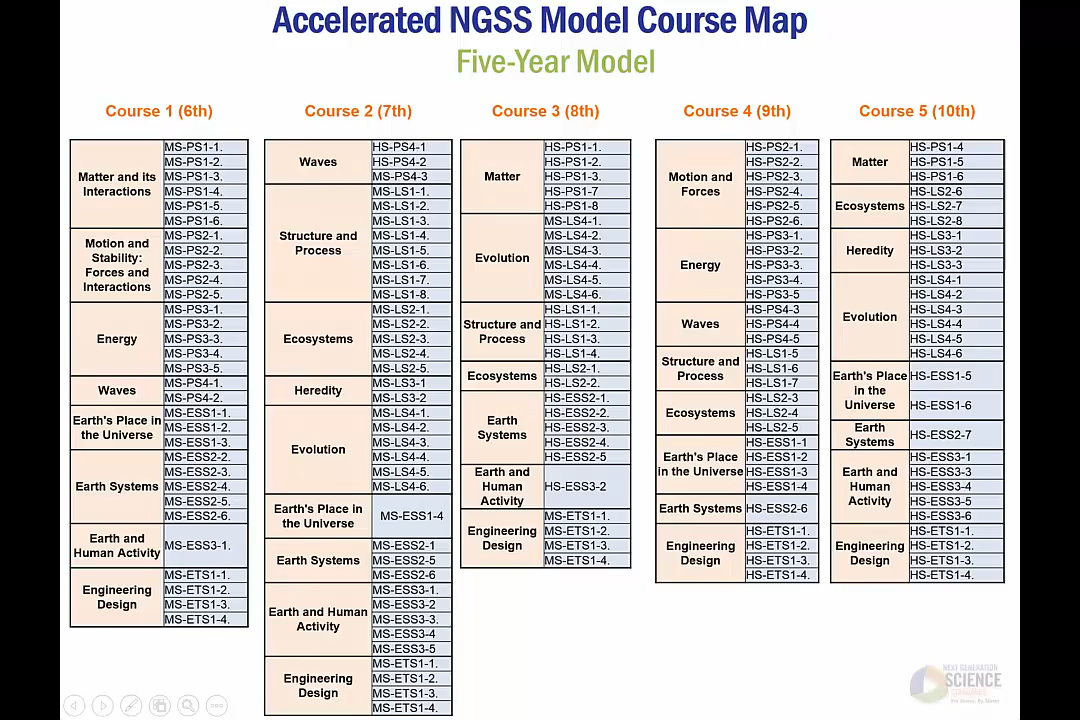 Accelerated NGSS Model Course Map
Five-Year Model
Course 1 (6th)
Matter and its
Interactions
MS-PS1-1.
MS-PS1-2.
MS-PS1-3.
MS-PS1-4.
MS-PS1-5.
MS-PS1-6.
Motion and
Stability:
Forces and
Interactions
MS-PS2-1.
MS-PS2-2.
MS-PS2-3.
MS-PS2-4.
MS-PS2-5.
Energy
MS-PS3-1.
MS-PS3-2.
MS-PS3-3.
MS-PS3-4.
MS-PS3-5.
Waves
MS-PS4-1.
MS-PS4-2.
Earth's Place in
the Universe
MS-ESS1-1.
MS-ESS1-2.
MS-ESS1-3.
Earth Systems
MS-ESS2-2.
MS-ESS2-3.
MS-ESS2-4.
MS-ESS2-5.
MS-ESS2-6.
Earth and
Human Activity
MS-ESS3-1.
Engineering
Design
MS-ETS1-1.
MS-ETS1-2.
MS-ETS1-3.
MS-ETS1-4.
Course 2 (7th)
Waves
HS-PS4-1
HS-PS4-2
MS-PS4-3
Structure and
Process
MS-LS1-1.
MS-LS1-2.
MS-LS1-3.
MS-LS1-4.
MS-LS1-5.
MS-LS1-6.
MS-LS1-7.
MS-LS1-8.
Ecosystems
MS-LS2-1.
MS-LS2-2.
MS-LS2-3.
MS-LS2-4.
MS-LS2-5.
Heredity
MS-LS3-1
MS-LS3-2
Evolution
MS-LS4-1.
MS-LS4-2.
MS-LS4-3.
MS-LS4-4.
MS-LS4-5.
MS-LS4-6.
Earth's Place in
the Universe
MS-ESS1-4
Earth Systems
MS-ESS2-1
MS-ESS2-5
MS-ESS2-6
Earth and Human
Activity
MS-ESS3-1.
MS-ESS3-2
MS-ESS3-3.
MS-ESS3-4
MS-ESS3-5
Engineering
Design
MS-ETS1-1.
MS-ETS1-2.
MS-ETS1-3.
MS-ETS1-4.
Course 3 (8th)
Matter
HS-PS1-1.
HS-PS1-2.
HS-PS1-3.
HS-PS1-7
HS-PS1-8
Evolution
MS-LS4-1.
MS-LS4-2.
MS-LS4-3.
MS-LS4-4.
MS-LS4-5.
MS-LS4-6.
Structure and
Process
HS-LS1-1.
HS-LS1-2.
HS-LS1-3.
HS-LS1-4.
Ecosystems
HS-LS2-1.
HS-LS2-2.
Earth
Systems
HS-ESS2-1.
HS-ESS2-2.
HS-ESS2-3.
HS-ESS2-4.
HS-ESS2-5
Earth and
Human
Activity
HS-ESS3-2
Engineering
Design
MS-ETS1-1.
MS-ETS1-2.
MS-ETS1-3.
MS-ETS1-4.
Course 4 (9th)
Motion and
Forces
HS-PS2-1.
HS-PS2-2.
HS-PS2-3.
HS-PS2-4.
HS-PS2-5.
HS-PS2-6.
Energy
HS-PS3-1.
HS-PS3-2.
HS-PS3-3.
HS-PS3-4.
HS-PS3-5
Waves
HS-PS4-3
HS-PS4-4
HS-PS4-5
Structure and
Process
HS-LS1-5
HS-LS1-6
HS-LS1-7
Ecosystems
HS-LS2-3
HS-LS2-4
HS-LS2-5
Earth's Place
in the Universe
HS-ESS1-1
HS-ESS1-2
HS-ESS1-3
HS-ESS1-4
Earth Systems
HS-ESS2-6
Engineering
Design
HS-ETS1-1.
HS-ETS1-2.
HS-ETS1-3.
HS-ETS1-4.
Course 5 (10th)
Matter
HS-PS1-4
HS-PS1-5
HS-PS1-6
Ecosystems
HS-LS2-6
HS-LS2-7
HS-LS2-8
Heredity
HS-LS3-1
HS-LS3-2
HS-LS3-3
Evolution
HS-LS4-1
HS-LS4-2
HS-LS4-3
HS-LS4-4
HS-LS4-5
HS-LS4-6
Earth's Place
in the
Universe
HS-ESS1-5
HS-ESS1-6
Earth
Systems
HS-ESS2-7
Earth and
Human
Activity
HS-ESS3-1
HS-ESS3-3
HS-ESS3-4
HS-ESS3-5
HS-ESS3-6
Engineering
Design
HS-ETS1-1.
HS-ETS1-2.
HS-ETS1-3.
HS-ETS1-4.
NEXT GENERATION
SCIENCE
STANDARDS
For States, By States